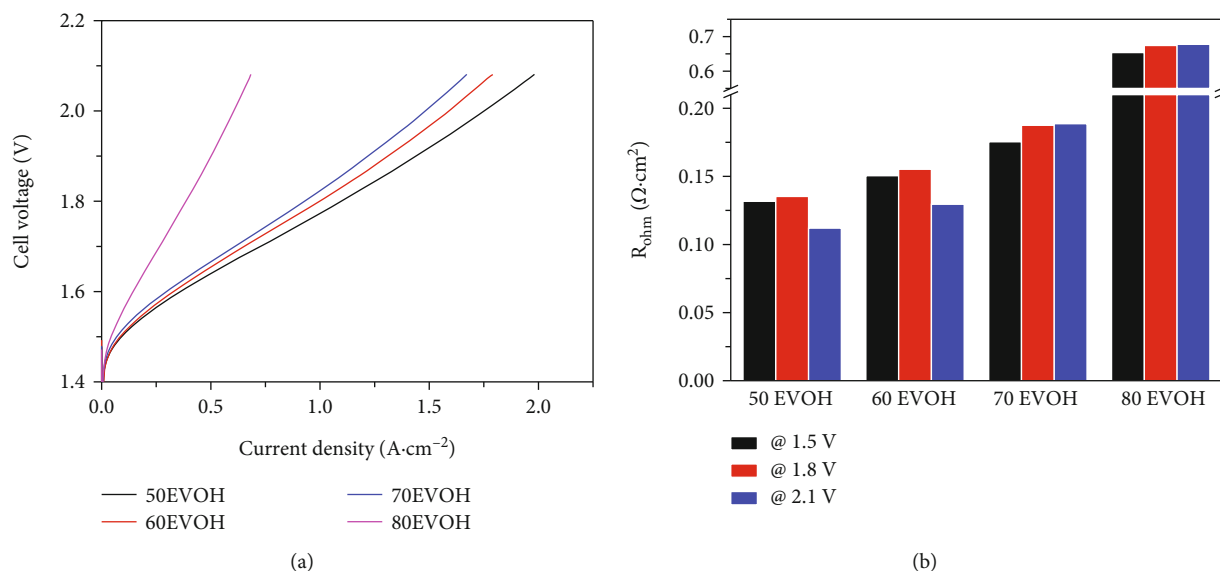 2.2
2.0
1.8
1.6
1.4
Cell voltage (V)
0.0 0.5 1.0 1.5 2.0
Current density (A·cm⁻²)
50EVOH
60EVOH
70EVOH
80EVOH
(a)
0.7
0.6
0.20
0.15
0.10
0.05
0.00
R_ohm (Ω·cm²)
50 EVOH 60 EVOH 70 EVOH 80 EVOH
@ 1.5 V
@ 1.8 V
@ 2.1 V
(b)